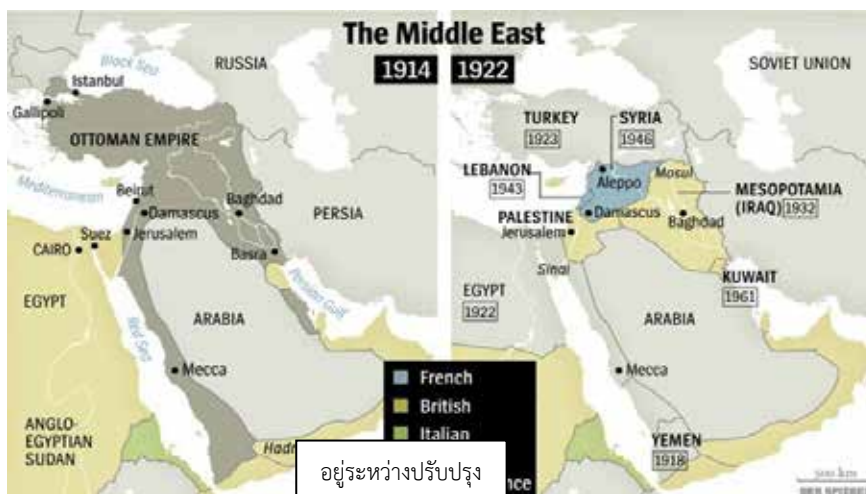 The Middle East
1914
1922
Black Sea
RUSSIA
Istanbul
Gallipoli
OTTOMAN EMPIRE
Mediterranean
Beirut
Damascus
Baghdad
PERSIA
Suez
Jerusalem
CAIRO
Basra
Persian Gulf
EGYPT
Red Sea
ARABIA
Mecca
ANGLO-
EGYPTIAN
SUDAN
SOVIET UNION
TURKEY
1923
SYRIA
1946
LEBANON
1943
Aleppo
Mosul
MESOPOTAMIA
(IRAQ) 1932
PALESTINE
Damascus
Baghdad
Jerusalem
Sinai
KUWAIT
1961
EGYPT
1922
ARABIA
Mecca
YEMEN
1918
French
British
Italian
อยู่ระหว่างปรับปรุง